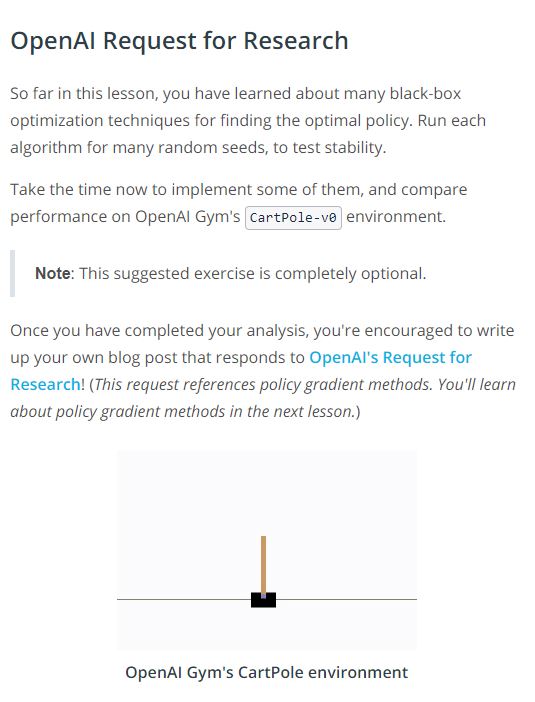 OpenAI Request for Research
So far in this lesson, you have learned about many black-box
optimization techniques for finding the optimal policy. Run each
algorithm for many random seeds, to test stability.
Take the time now to implement some of them, and compare
performance on OpenAI Gym's CartPole-v0 environment.
Note: This suggested exercise is completely optional.
Once you have completed your analysis, you're encouraged to write
up your own blog post that responds to OpenAI's Request for
Research! (This request references policy gradient methods. You'll learn
about policy gradient methods in the next lesson.)
OpenAI Gym's CartPole environment